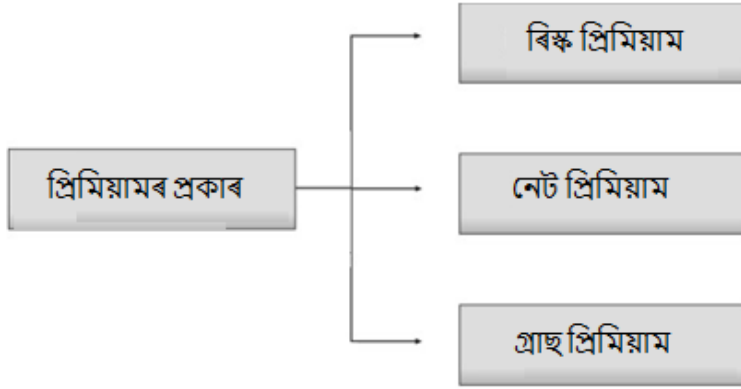 ৰিস্ক প্ৰিমিয়াম
প্ৰিমিয়ামৰ প্ৰকাৰ
নেট প্ৰিমিয়াম
গ্ৰাছ প্ৰিমিয়াম